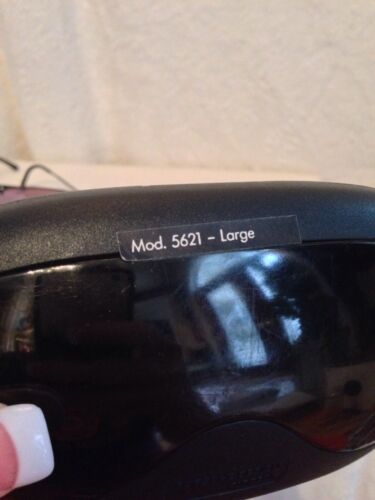 Mod. 5621 – Large